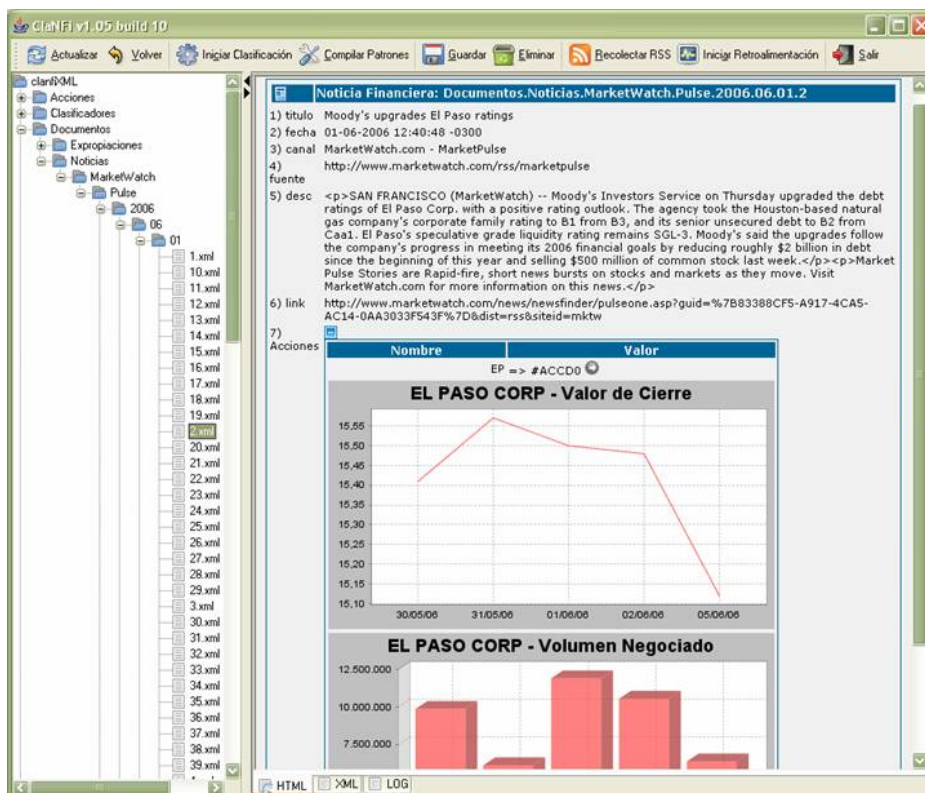 ClaNFi v1.05 build 10
Actualizar Volver Iniciar Clasificación Compilar Patrones Guardar Eliminar Recolectar RSS Iniciar Retroalimentación Salir
clanfiXML
Acciones
Clasificadores
Documentos
Expropiaciones
Noticias
MarketWatch
Pulse
2006
06
01
1.xml
10.xml
11.xml
12.xml
13.xml
14.xml
15.xml
16.xml
17.xml
18.xml
19.xml
2.xml
20.xml
21.xml
22.xml
23.xml
24.xml
25.xml
26.xml
27.xml
28.xml
29.xml
3.xml
30.xml
31.xml
32.xml
33.xml
34.xml
35.xml
36.xml
37.xml
38.xml
39.xml
Noticia Financiera: Documentos.Noticias.MarketWatch.Pulse.2006.06.01.2
1) titulo Moody's upgrades El Paso ratings
2) fecha 01-06-2006 12:40:48 -0300
3) canal MarketWatch.com - MarketPulse
4) fuente http://www.marketwatch.com/rss/marketpulse
5) desc <p>SAN FRANCISCO (MarketWatch) -- Moody's Investors Service on Thursday upgraded the debt
ratings of El Paso Corp. with a positive rating outlook. The agency took the Houston-based natural
gas company's corporate family rating to B1 from B3, and its senior unsecured debt to B2 from
Caa1. El Paso's speculative grade liquidity rating remains SGL-3. Moody's said the upgrades follow
the company's progress in meeting its 2006 financial goals by reducing roughly $2 billion in debt
since the beginning of this year and selling $500 million of common stock last week.</p><p>Market
Pulse Stories are Rapid-fire, short news bursts on stocks and markets as they move. Visit
MarketWatch.com for more information on this news.</p>
6) link http://www.marketwatch.com/news/newsfinder/pulseone.asp?guid=%7B83388CF5-A917-4CA5-
AC14-0AA3033F543F%7D&dist=rss&siteid=mktw
7) Acciones
Nombre Valor
EP => #ACCD0
EL PASO CORP - Valor de Cierre
15,55
15,50
15,45
15,40
15,35
15,30
15,25
15,20
15,15
15,10
30/05/06 31/05/06 01/06/06 02/06/06 05/06/06
EL PASO CORP - Volumen Negociado
12.500.000
10.000.000
7.500.000
HTML XML LOG